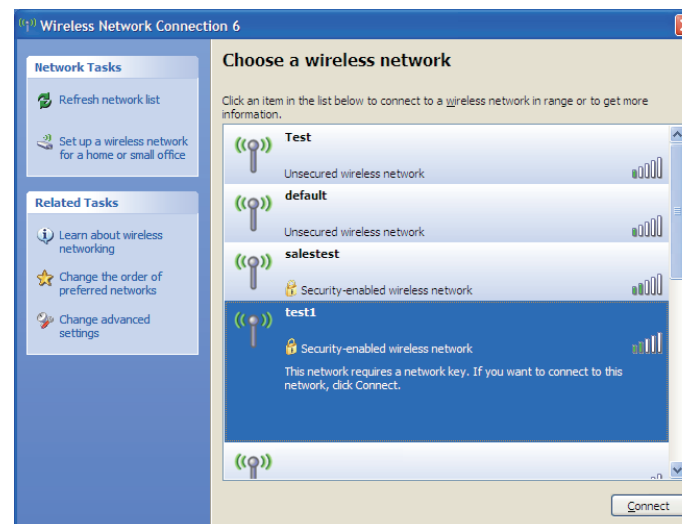 Wireless Network Connection 6
Network Tasks
Refresh network list
Set up a wireless network
for a home or small office
Related Tasks
Learn about wireless
networking
Change the order of
preferred networks
Change advanced
settings
Choose a wireless network
Click an item in the list below to connect to a wireless network in range or to get more
information.
Test
Unsecured wireless network
default
Unsecured wireless network
salestest
Security-enabled wireless network
test1
Security-enabled wireless network
This network requires a network key. If you want to connect to this
network, click Connect.
Connect